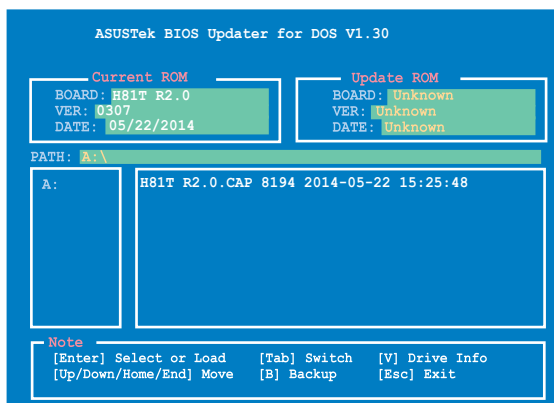 ASUSTek BIOS Updater for DOS V1.30
Current ROM
BOARD: H81T R2.0
VER: 0307
DATE: 05/22/2014
Update ROM
BOARD: Unknown
VER: Unknown
DATE: Unknown
PATH: A:\
A:
H81T R2.0.CAP 8194 2014-05-22 15:25:48
Note
[Enter] Select or Load [Tab] Switch [V] Drive Info
[Up/Down/Home/End] Move [B] Backup [Esc] Exit